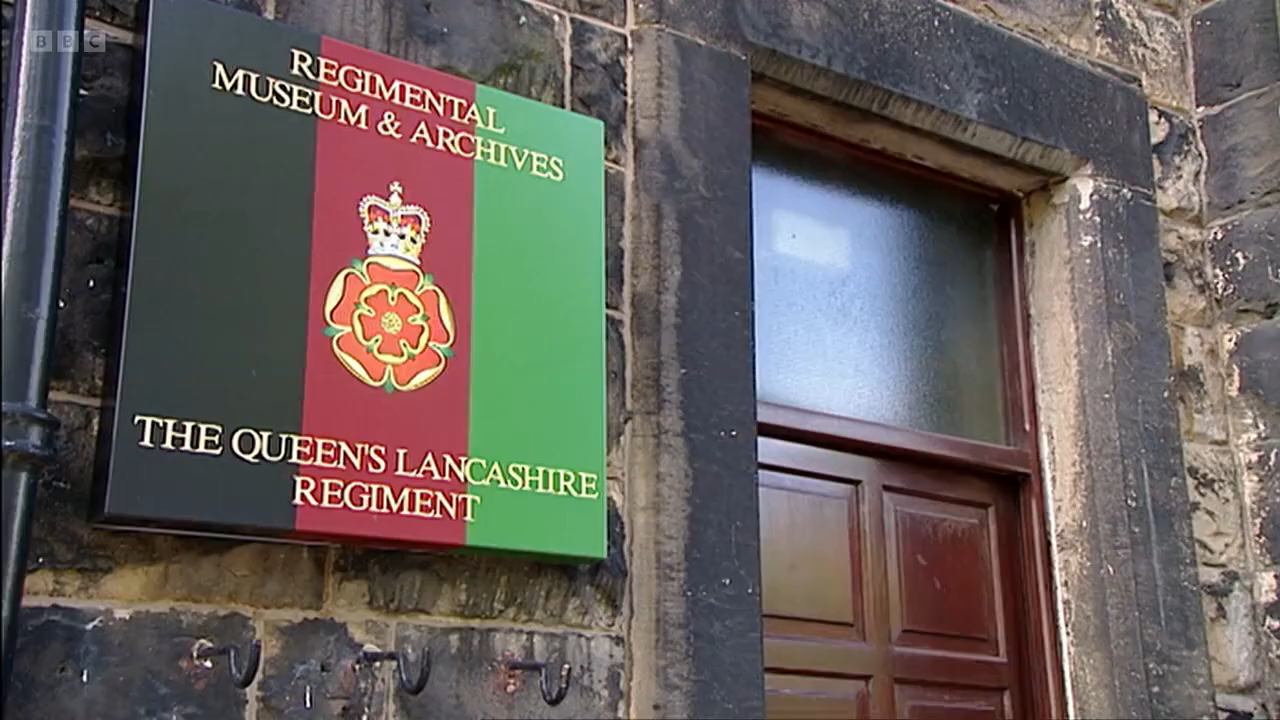 BBC
REGIMENTAL
MUSEUM & ARCHIVES
THE QUEEN'S LANCASHIRE
REGIMENT